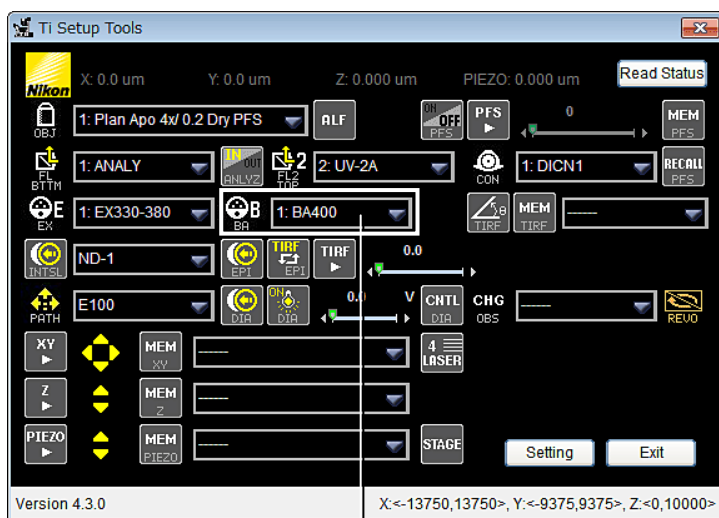 Ti Setup Tools
Nikon X: 0.0 um Y: 0.0 um Z: 0.000 um PIEZO: 0.000 um Read Status
OBJ 1: Plan Apo 4x/ 0.2 Dry PFS ALF ON OFF PFS PFS 0 MEM PFS
FL BTTM 1: ANALY IN OUT ANLYZ 2 FL2 TOP 2: UV-2A CON 1: DICN1 RECALL PFS
E EX 1: EX330-380 B BA 1: BA400 θ TIRF MEM TIRF -----
INTSL ND-1 EPI TIRF EPI TIRF 0.0
PATH E100 DIA ON DIA 0.0 V CNTL DIA CHG OBS ----- REVO
XY MEM XY ----- 4 LASER
Z MEM Z -----
PIEZO MEM PIEZO ----- STAGE Setting Exit
Version 4.3.0 X:<-13750,13750>, Y:<-9375,9375>, Z:<0,10000>